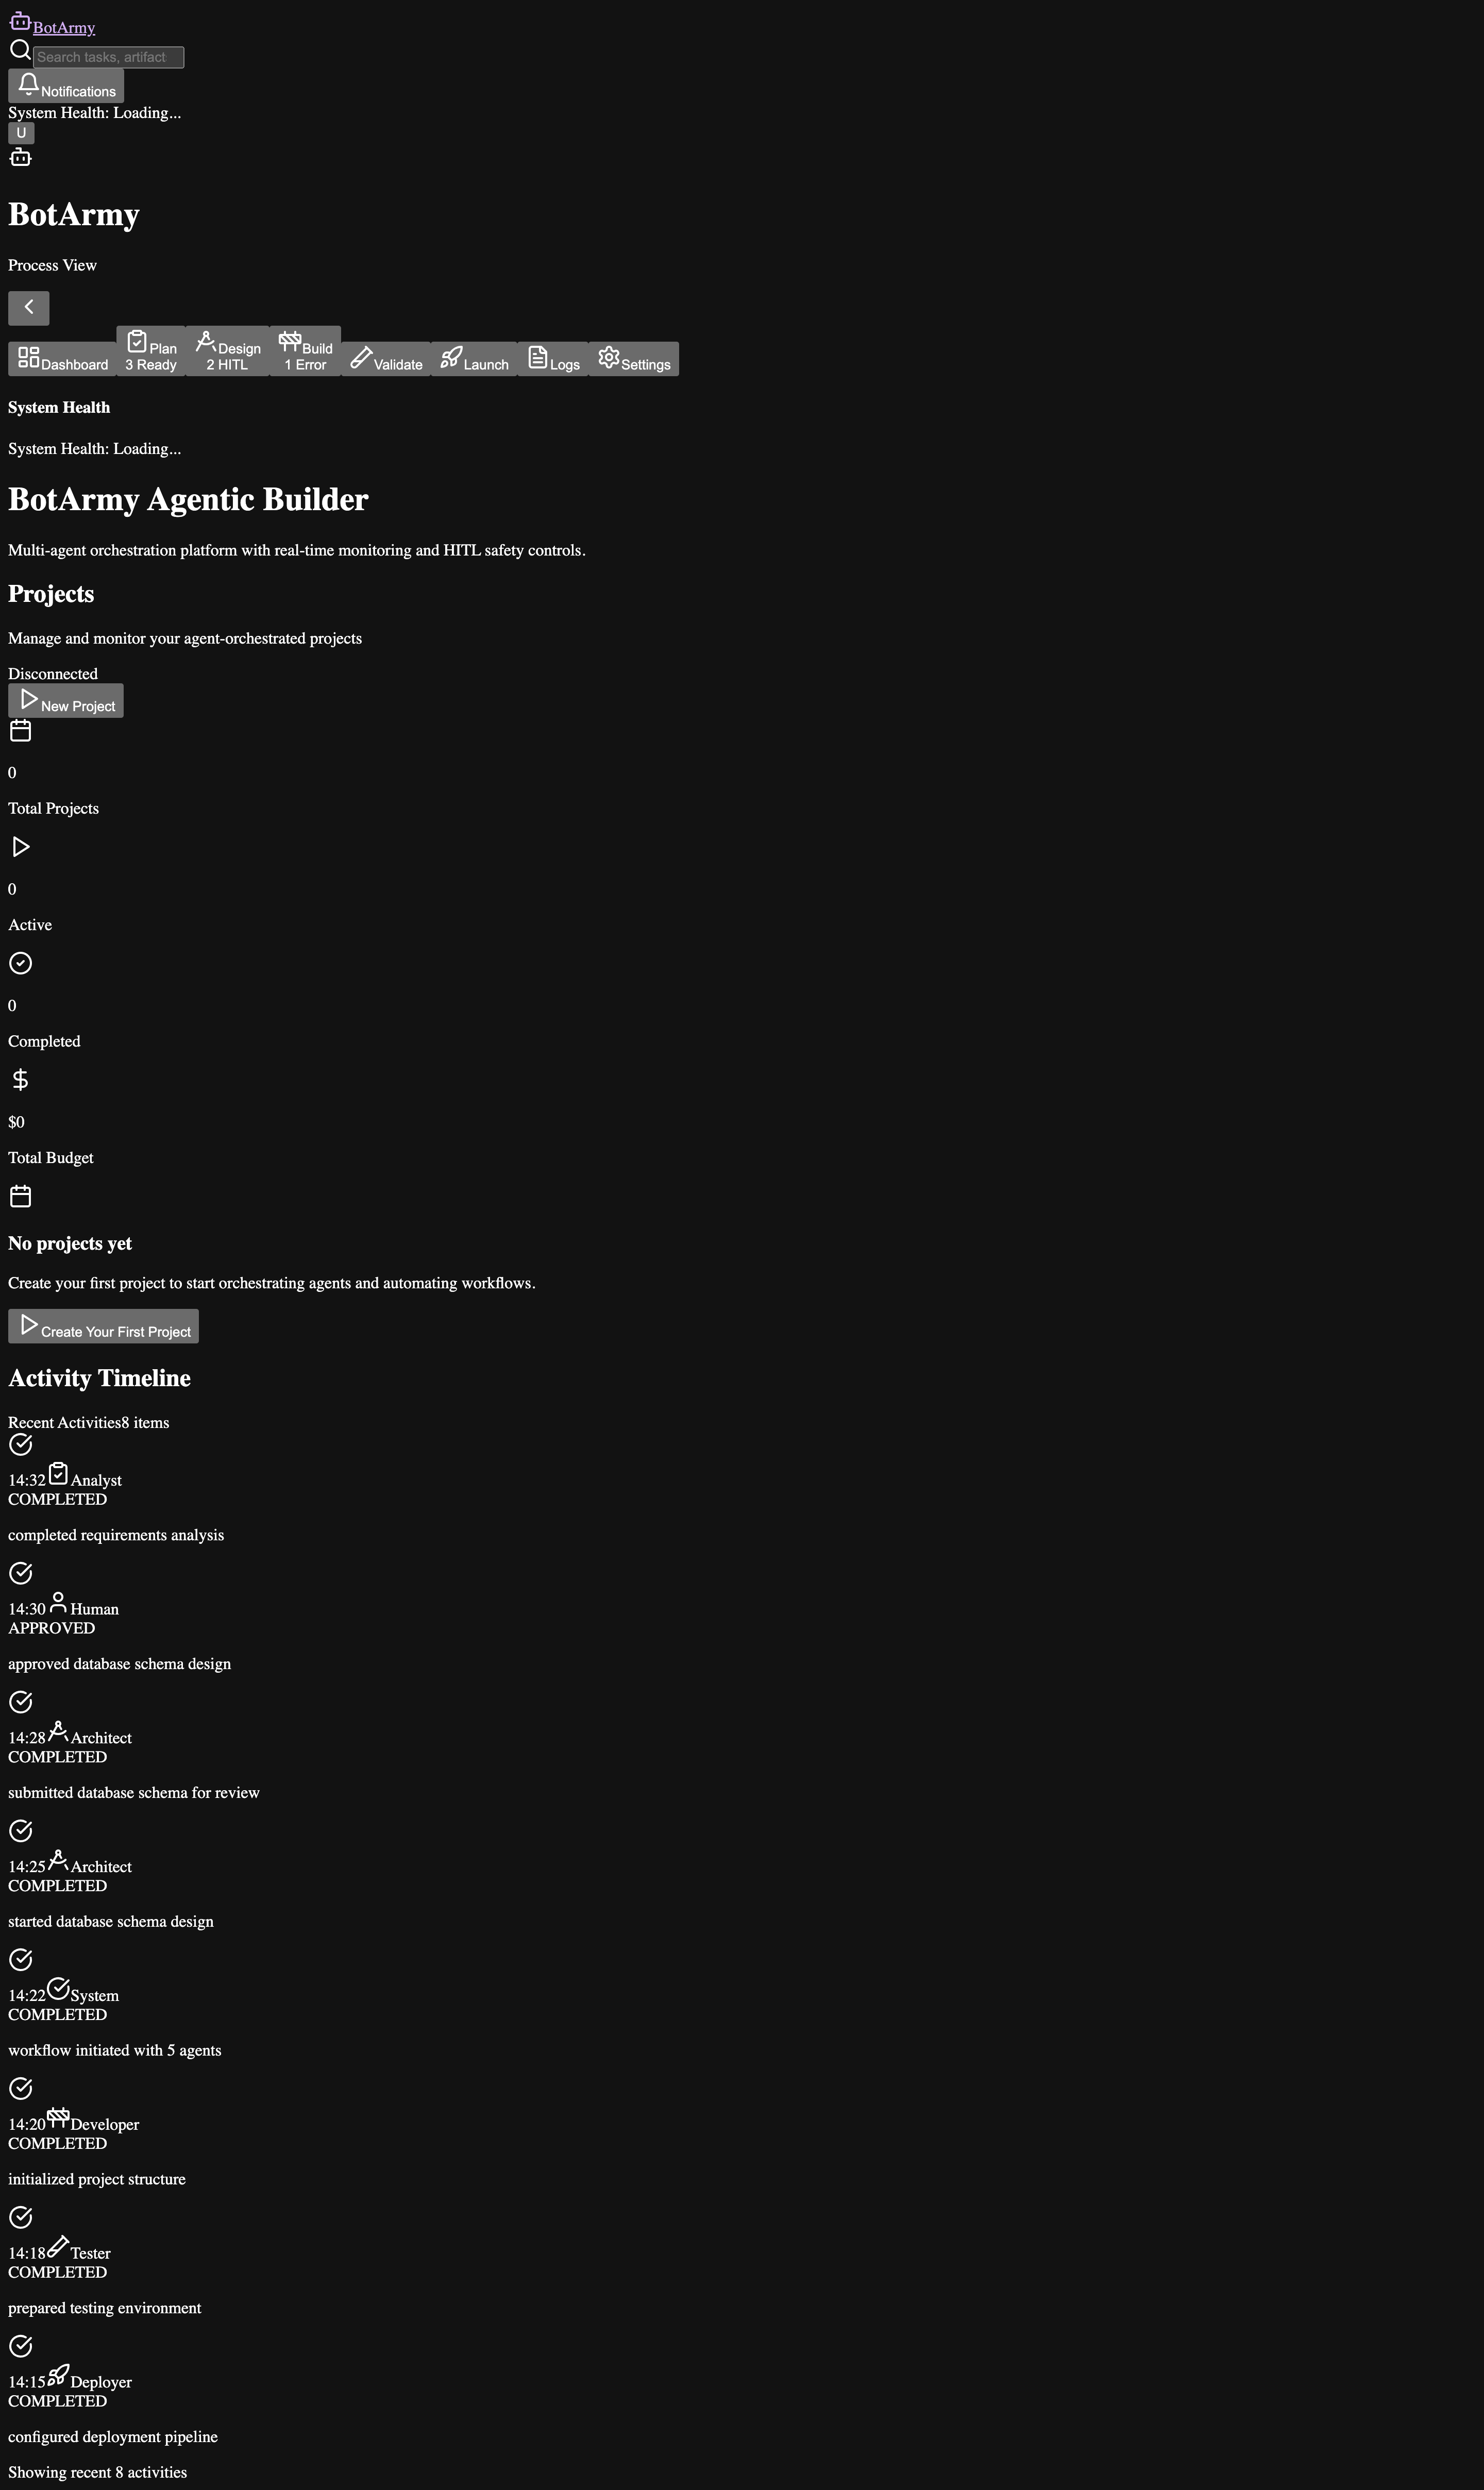 BotArmy
Search tasks, artifact
Notifications
System Health: Loading...
U
BotArmy
Process View
Dashboard
Plan
3 Ready
Design
2 HITL
Build
1 Error
Validate
Launch
Logs
Settings
System Health
System Health: Loading...
BotArmy Agentic Builder
Multi-agent orchestration platform with real-time monitoring and HITL safety controls.
Projects
Manage and monitor your agent-orchestrated projects
Disconnected
New Project
0
Total Projects
0
Active
0
Completed
$0
Total Budget
No projects yet
Create your first project to start orchestrating agents and automating workflows.
Create Your First Project
Activity Timeline
Recent Activities8 items
14:32 Analyst
COMPLETED
completed requirements analysis
14:30 Human
APPROVED
approved database schema design
14:28 Architect
COMPLETED
submitted database schema for review
14:25 Architect
COMPLETED
started database schema design
14:22 System
COMPLETED
workflow initiated with 5 agents
14:20 Developer
COMPLETED
initialized project structure
14:18 Tester
COMPLETED
prepared testing environment
14:15 Deployer
COMPLETED
configured deployment pipeline
Showing recent 8 activities